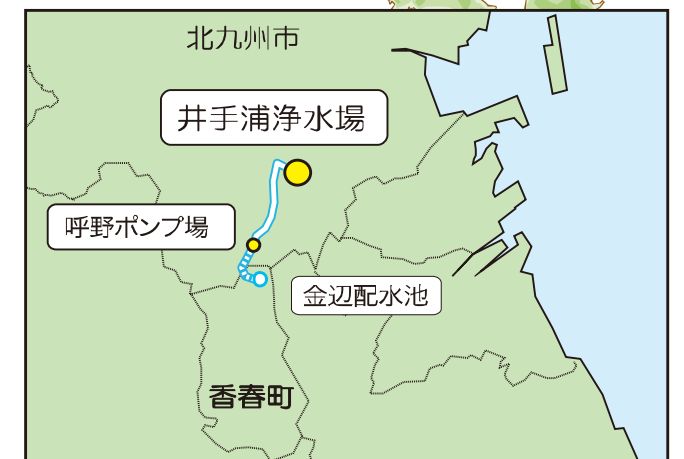 北九州市
井手浦浄水場
呼野ポンプ場
金辺配水池
香春町